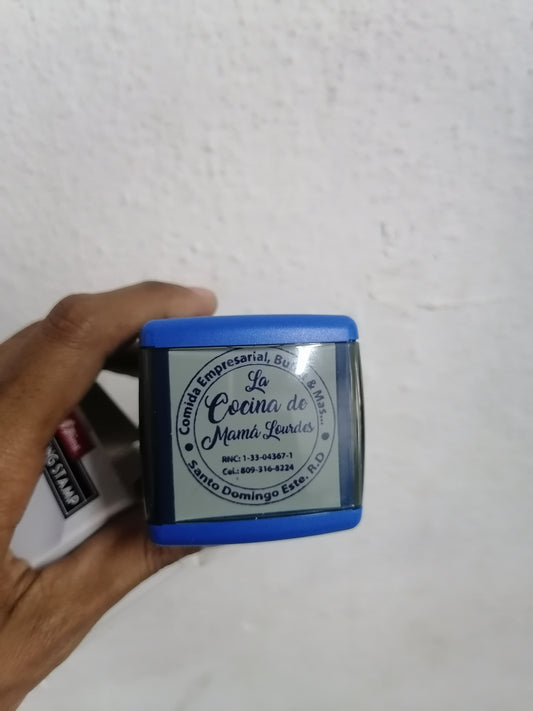 Comida Empresarial, & Mas...
La
Cocina de
Mamá Lourdes
RNC: 1-33-04367-1
Cel.: 809-316-8224
Santo Domingo Este. R.D
STAMP